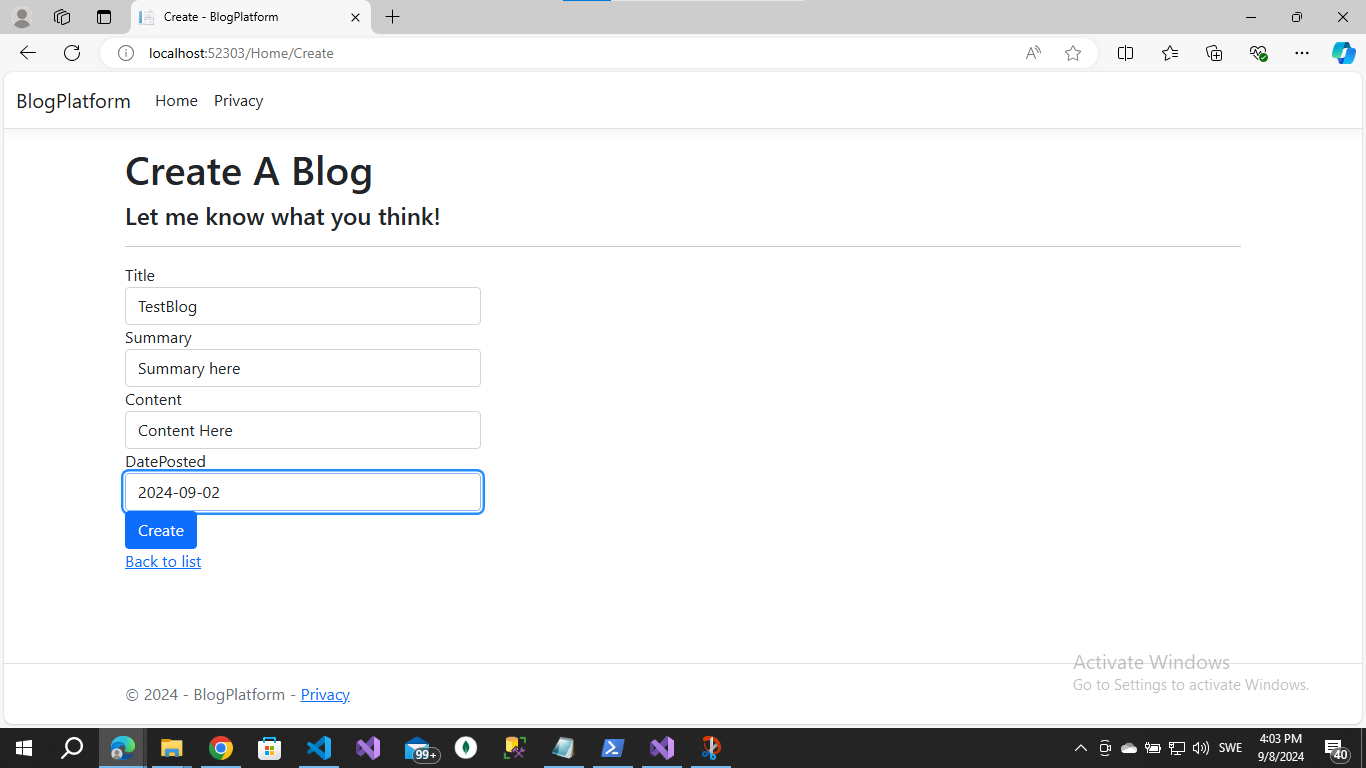 Create - BlogPlatform
localhost:52303/Home/Create
BlogPlatform Home Privacy
Create A Blog
Let me know what you think!
Title
TestBlog
Summary
Summary here
Content
Content Here
DatePosted
2024-09-02
Create
Back to list
Activate Windows
Go to Settings to activate Windows.
© 2024 - BlogPlatform - Privacy
99+
SWE
4:03 PM
9/8/2024
40